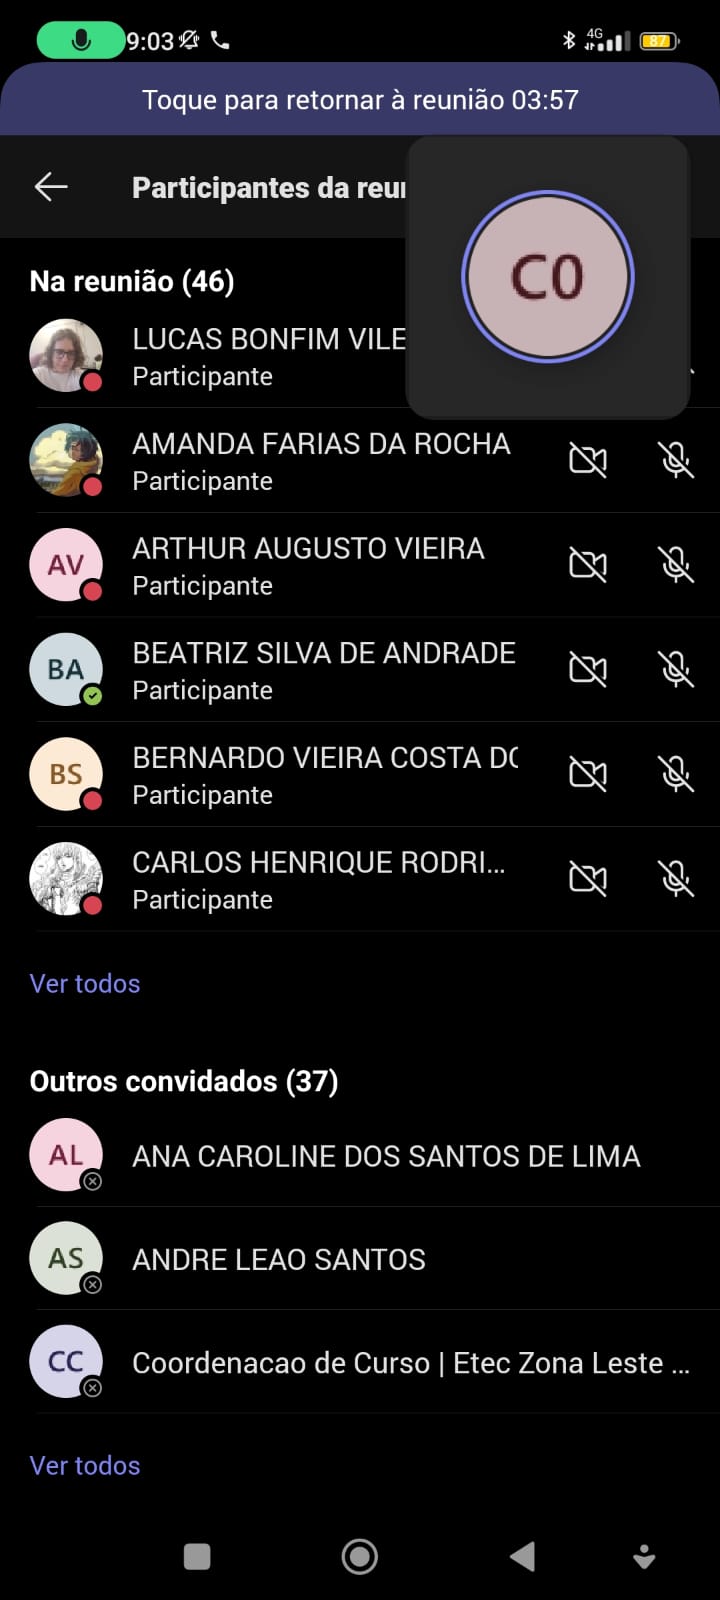 9:03
4G
87
Toque para retornar à reunião 03:57
Participantes da reu
C0
Na reunião (46)
LUCAS BONFIM VILE
Participante
AMANDA FARIAS DA ROCHA
Participante
AV
ARTHUR AUGUSTO VIEIRA
Participante
BA
BEATRIZ SILVA DE ANDRADE
Participante
BS
BERNARDO VIEIRA COSTA DO
Participante
CARLOS HENRIQUE RODRI...
Participante
Ver todos
Outros convidados (37)
AL
ANA CAROLINE DOS SANTOS DE LIMA
AS
ANDRE LEAO SANTOS
CC
Coordenacao de Curso | Etec Zona Leste ...
Ver todos